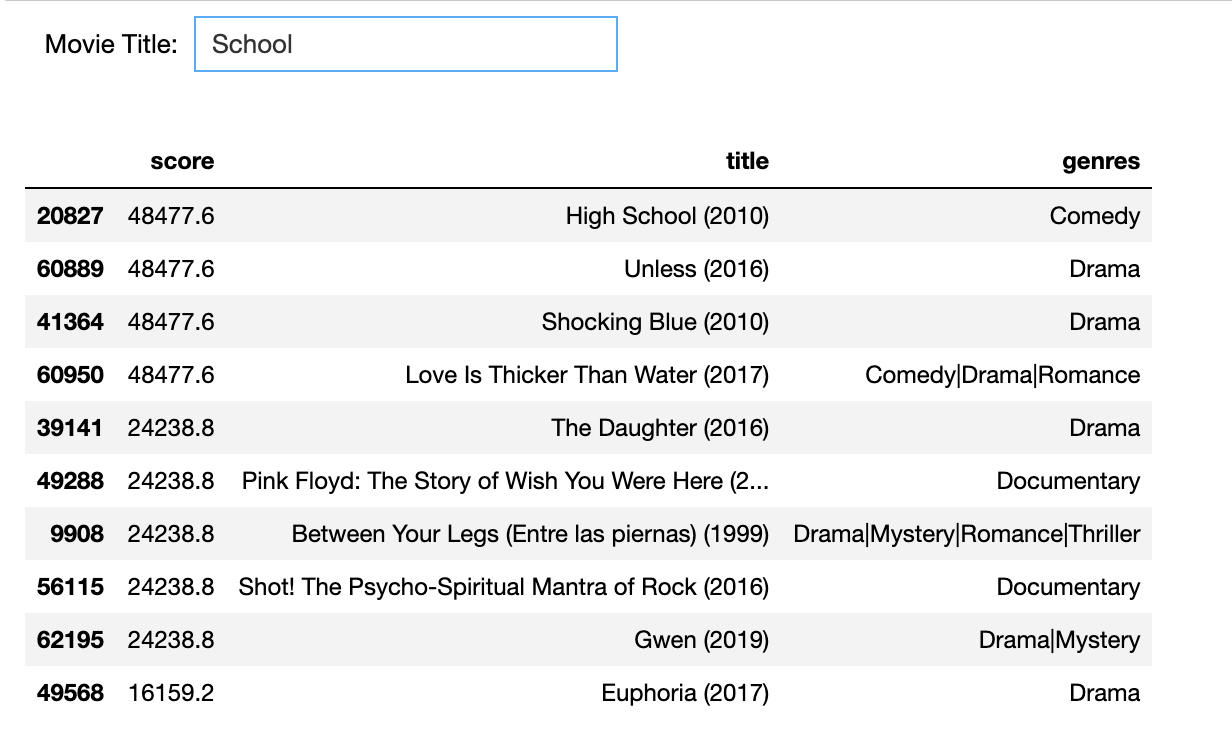 Movie Title: School
score title genres
20827 48477.6 High School (2010) Comedy
60889 48477.6 Unless (2016) Drama
41364 48477.6 Shocking Blue (2010) Drama
60950 48477.6 Love Is Thicker Than Water (2017) Comedy|Drama|Romance
39141 24238.8 The Daughter (2016) Drama
49288 24238.8 Pink Floyd: The Story of Wish You Were Here (2... Documentary
9908 24238.8 Between Your Legs (Entre las piernas) (1999) Drama|Mystery|Romance|Thriller
56115 24238.8 Shot! The Psycho-Spiritual Mantra of Rock (2016) Documentary
62195 24238.8 Gwen (2019) Drama|Mystery
49568 16159.2 Euphoria (2017) Drama